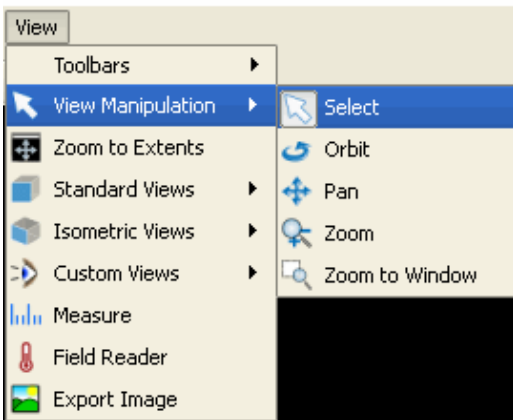 View
Toolbars
View Manipulation
Zoom to Extents
Standard Views
Isometric Views
Custom Views
Measure
Field Reader
Export Image
Select
Orbit
Pan
Zoom
Zoom to Window